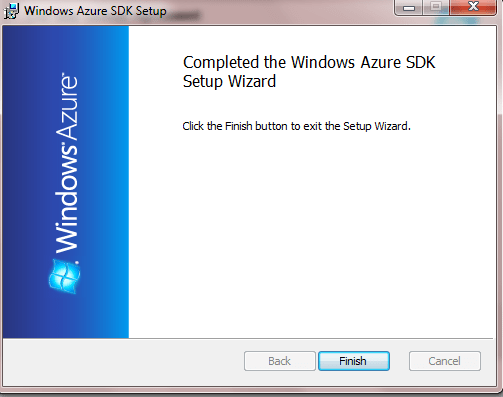 Windows Azure SDK Setup
Completed the Windows Azure SDK
Setup Wizard
Click the Finish button to exit the Setup Wizard.
Windows Azure™
Back
Finish
Cancel